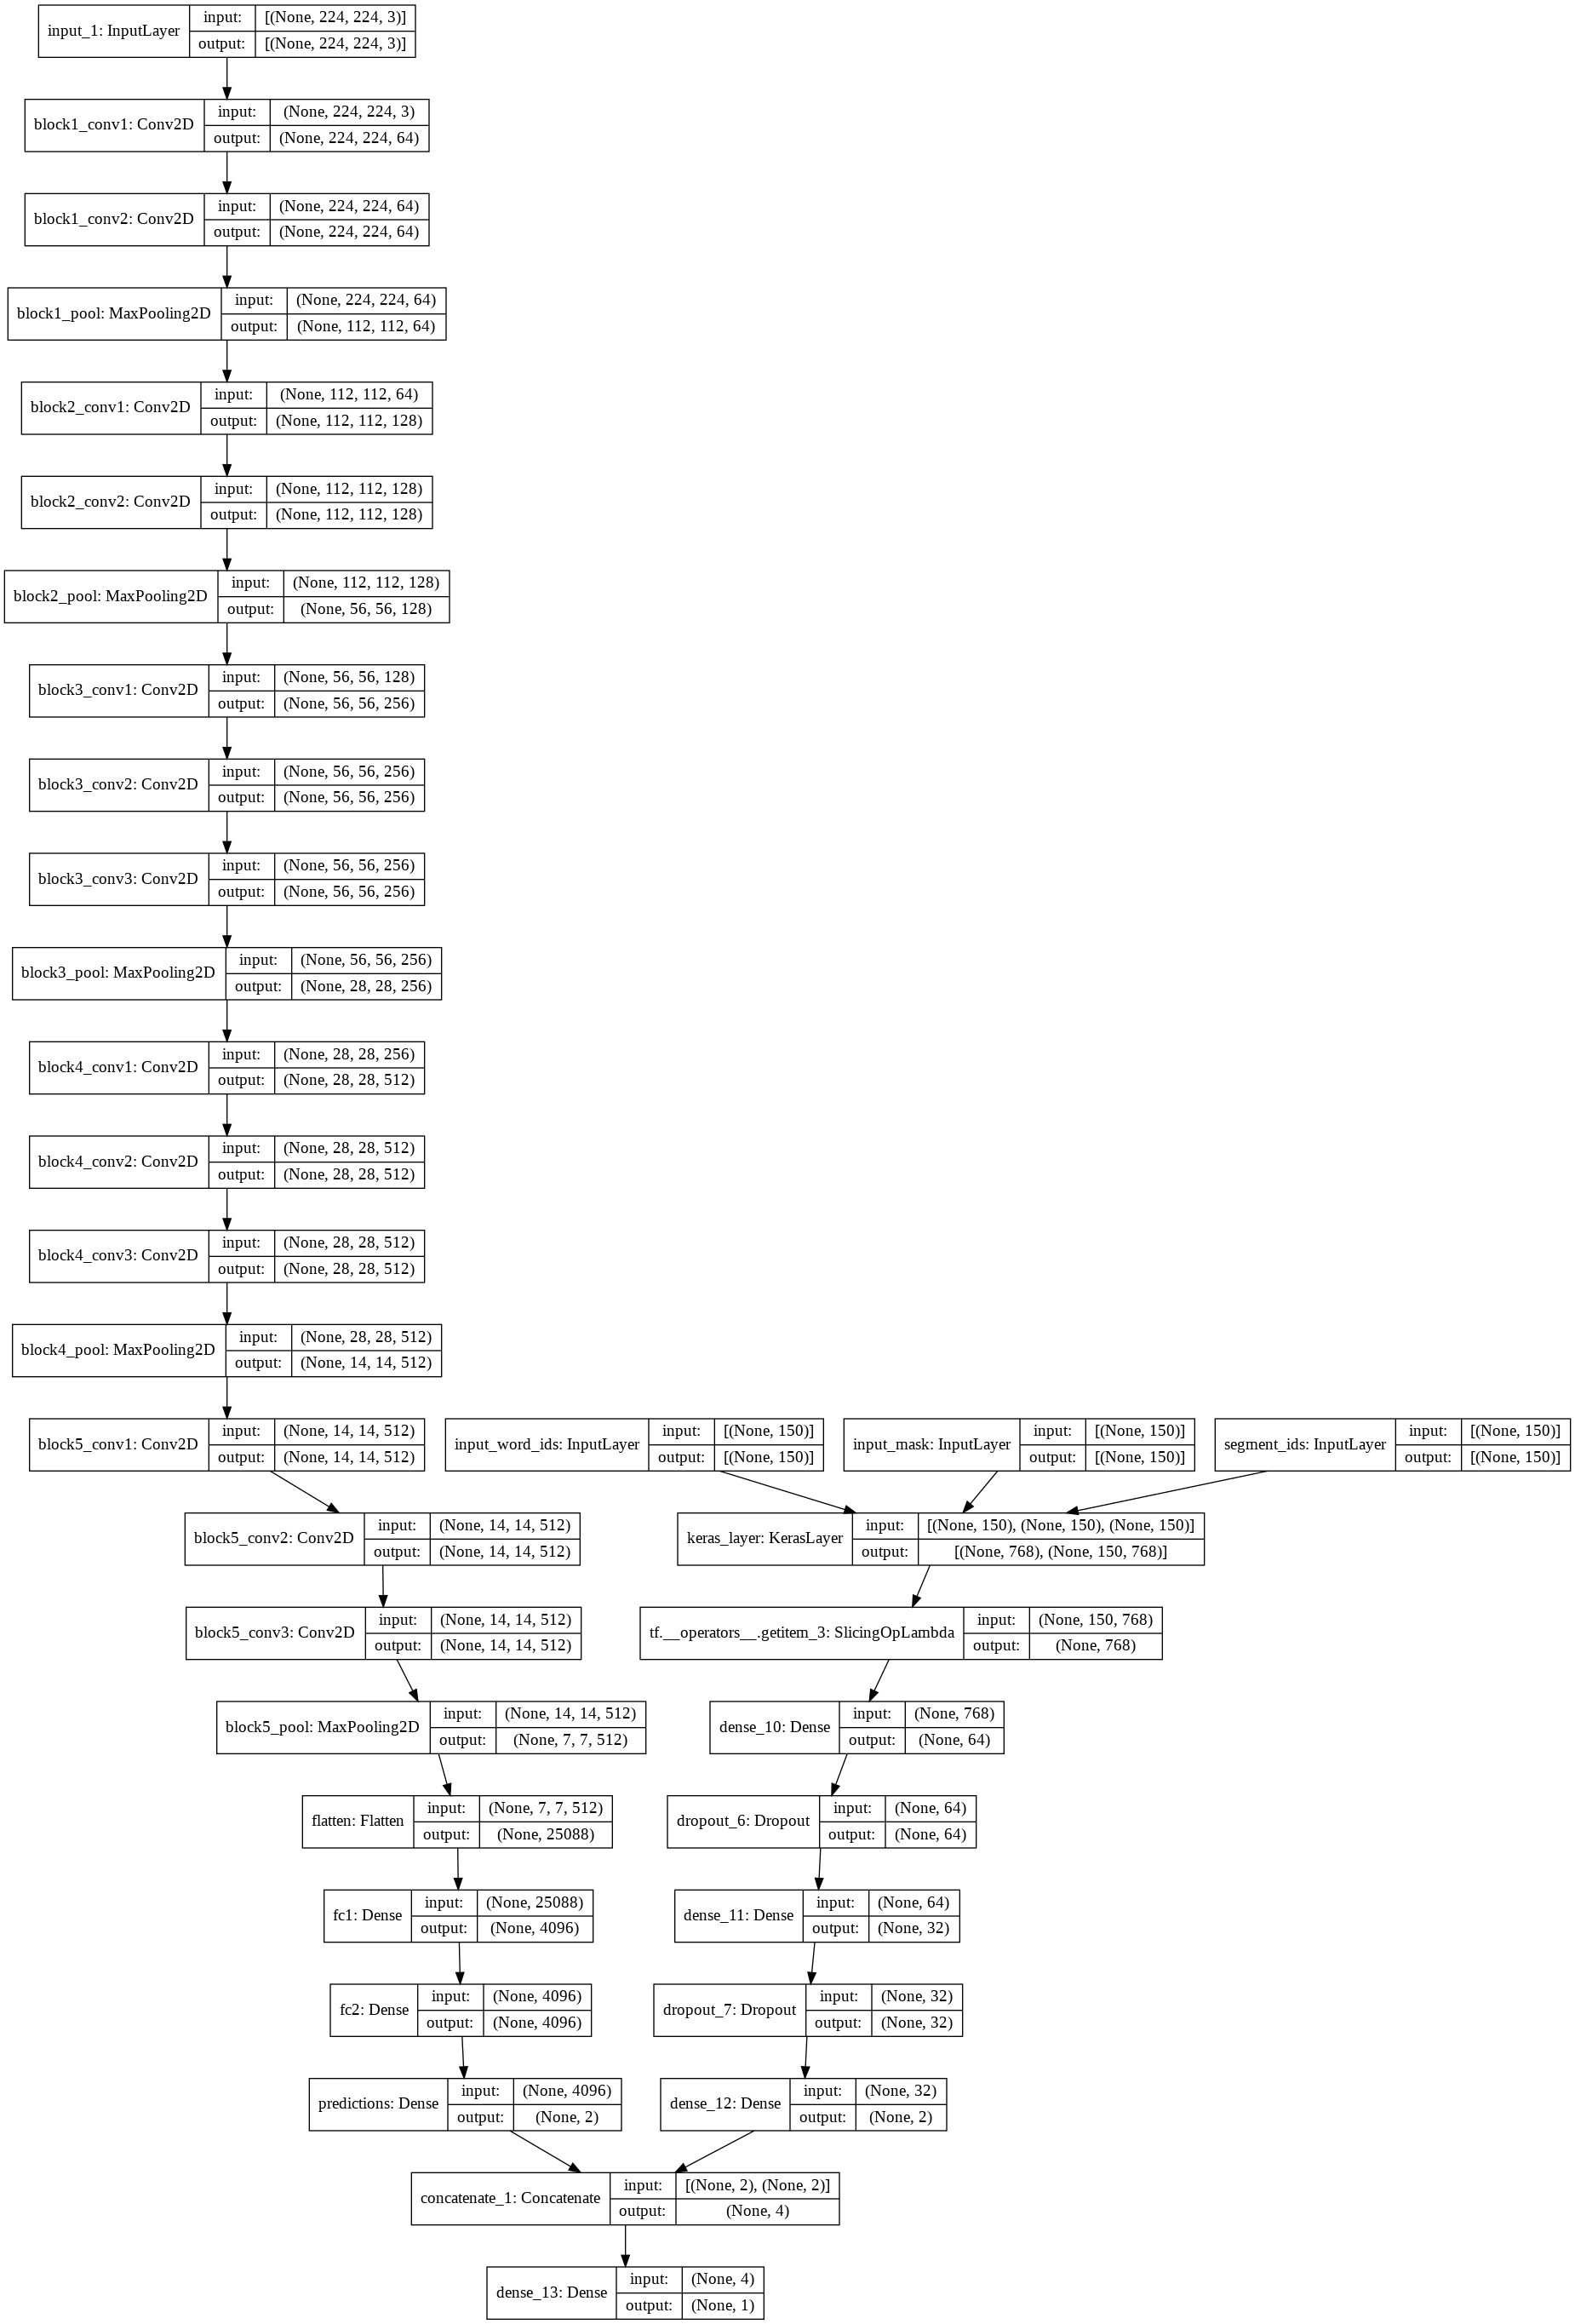 input_1: InputLayer
input: [(None, 224, 224, 3)]
output: [(None, 224, 224, 3)]
block1_conv1: Conv2D
input: (None, 224, 224, 3)
output: (None, 224, 224, 64)
block1_conv2: Conv2D
input: (None, 224, 224, 64)
output: (None, 224, 224, 64)
block1_pool: MaxPooling2D
input: (None, 224, 224, 64)
output: (None, 112, 112, 64)
block2_conv1: Conv2D
input: (None, 112, 112, 64)
output: (None, 112, 112, 128)
block2_conv2: Conv2D
input: (None, 112, 112, 128)
output: (None, 112, 112, 128)
block2_pool: MaxPooling2D
input: (None, 112, 112, 128)
output: (None, 56, 56, 128)
block3_conv1: Conv2D
input: (None, 56, 56, 128)
output: (None, 56, 56, 256)
block3_conv2: Conv2D
input: (None, 56, 56, 256)
output: (None, 56, 56, 256)
block3_conv3: Conv2D
input: (None, 56, 56, 256)
output: (None, 56, 56, 256)
block3_pool: MaxPooling2D
input: (None, 56, 56, 256)
output: (None, 28, 28, 256)
block4_conv1: Conv2D
input: (None, 28, 28, 256)
output: (None, 28, 28, 512)
block4_conv2: Conv2D
input: (None, 28, 28, 512)
output: (None, 28, 28, 512)
block4_conv3: Conv2D
input: (None, 28, 28, 512)
output: (None, 28, 28, 512)
block4_pool: MaxPooling2D
input: (None, 28, 28, 512)
output: (None, 14, 14, 512)
block5_conv1: Conv2D
input: (None, 14, 14, 512)
output: (None, 14, 14, 512)
input_word_ids: InputLayer
input: [(None, 150)]
output: [(None, 150)]
input_mask: InputLayer
input: [(None, 150)]
output: [(None, 150)]
segment_ids: InputLayer
input: [(None, 150)]
output: [(None, 150)]
block5_conv2: Conv2D
input: (None, 14, 14, 512)
output: (None, 14, 14, 512)
keras_layer: KerasLayer
input: [(None, 150), (None, 150), (None, 150)]
output: [(None, 768), (None, 150, 768)]
block5_conv3: Conv2D
input: (None, 14, 14, 512)
output: (None, 14, 14, 512)
tf.__operators__.getitem_3: SlicingOpLambda
input: (None, 150, 768)
output: (None, 768)
block5_pool: MaxPooling2D
input: (None, 14, 14, 512)
output: (None, 7, 7, 512)
dense_10: Dense
input: (None, 768)
output: (None, 64)
flatten: Flatten
input: (None, 7, 7, 512)
output: (None, 25088)
dropout_6: Dropout
input: (None, 64)
output: (None, 64)
fc1: Dense
input: (None, 25088)
output: (None, 4096)
dense_11: Dense
input: (None, 64)
output: (None, 32)
fc2: Dense
input: (None, 4096)
output: (None, 4096)
dropout_7: Dropout
input: (None, 32)
output: (None, 32)
predictions: Dense
input: (None, 4096)
output: (None, 2)
dense_12: Dense
input: (None, 32)
output: (None, 2)
concatenate_1: Concatenate
input: [(None, 2), (None, 2)]
output: (None, 4)
dense_13: Dense
input: (None, 4)
output: (None, 1)